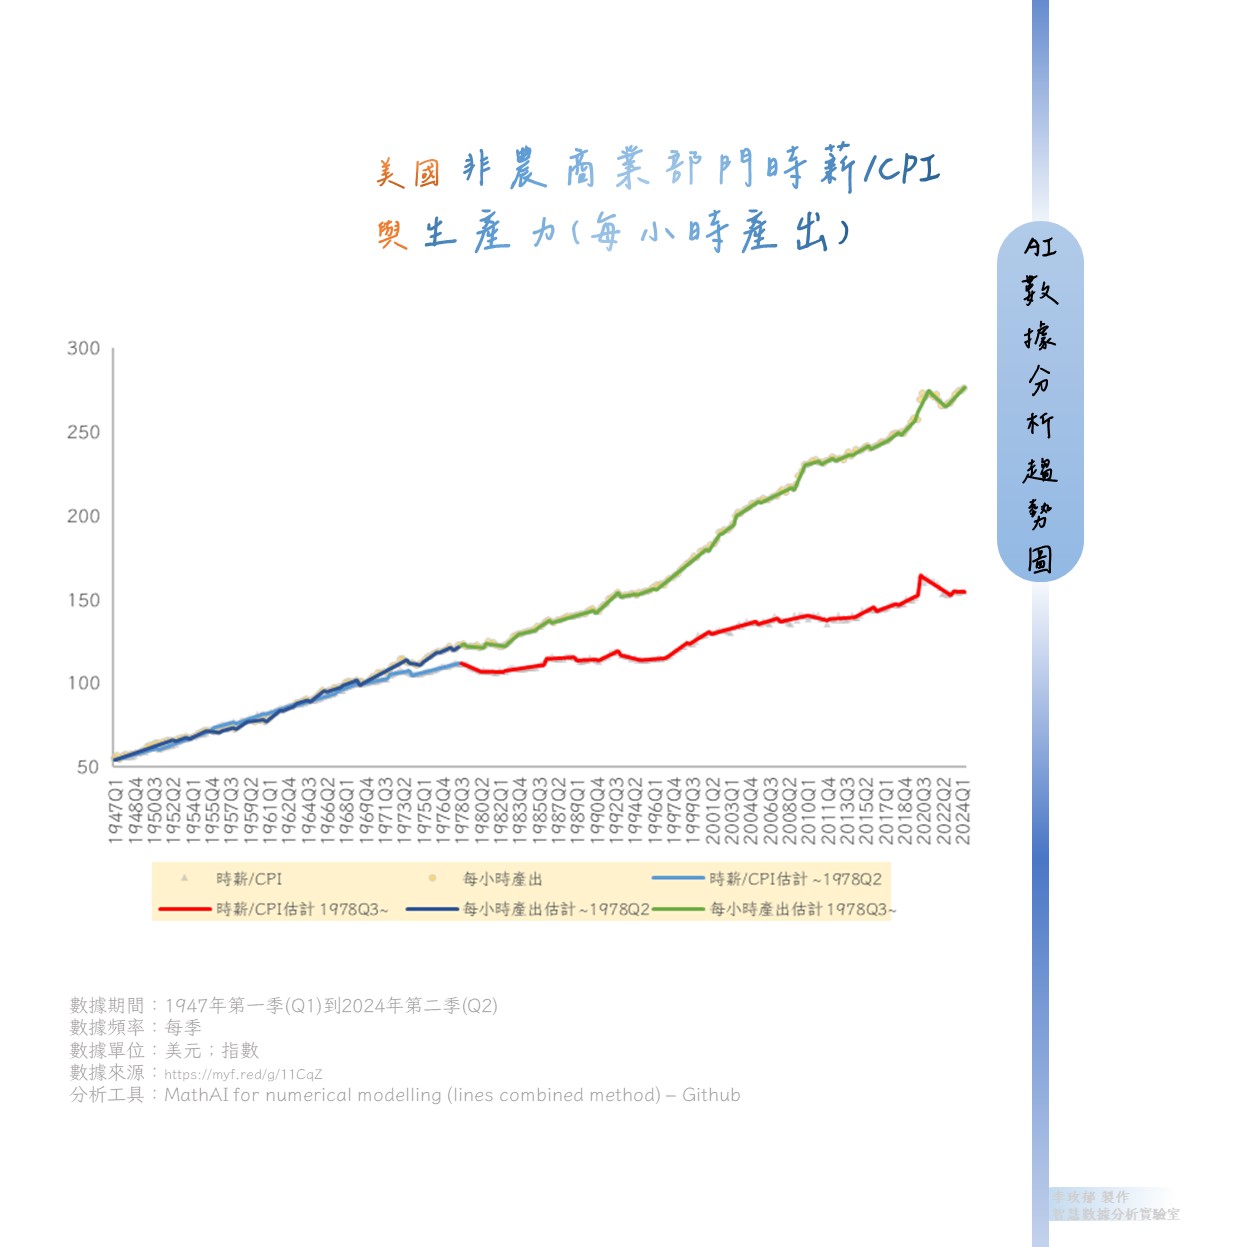 美國非農商業部門時薪/CPI
與生產力(每小時產出)
AI數據分析趨勢圖
300
250
200
150
100
50
1947Q1
1948Q4
1950Q3
1952Q2
1954Q1
1955Q4
1957Q3
1959Q2
1961Q1
1962Q4
1964Q3
1966Q2
1968Q1
1969Q4
1971Q3
1973Q2
1975Q1
1976Q4
1978Q3
1980Q2
1982Q1
1983Q4
1985Q3
1987Q2
1989Q1
1990Q4
1992Q3
1994Q2
1996Q1
1997Q4
1999Q3
2001Q2
2003Q1
2004Q4
2006Q3
2008Q2
2010Q1
2011Q4
2013Q3
2015Q2
2017Q1
2018Q4
2020Q3
2022Q2
2024Q1
時薪/CPI
每小時產出
時薪/CPI估計 ~1978Q2
時薪/CPI估計 1978Q3~
每小時產出估計 ~1978Q2
每小時產出估計 1978Q3~
數據期間：1947年第一季(Q1)到2024年第二季(Q2)
數據頻率：每季
數據單位：美元；指數
數據來源：https://myf.red/g/11CqZ
分析工具：MathAI for numerical modelling (lines combined method) – Github
李玫郁 製作
智誌數據分析實驗室